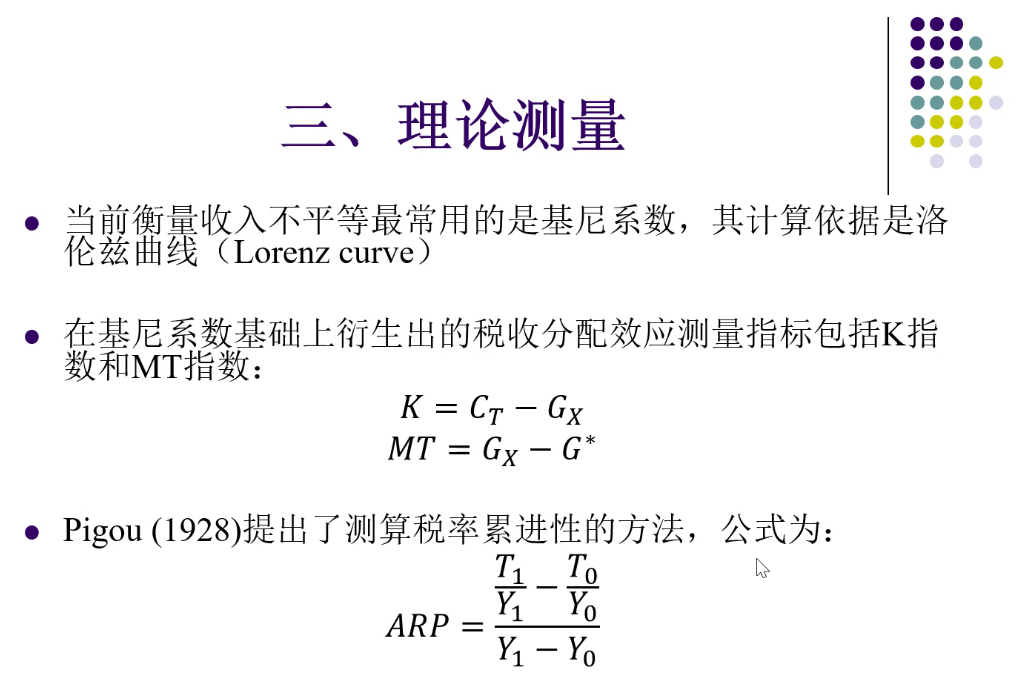 三、理论测量
当前衡量收入不平等最常用的是基尼系数，其计算依据是洛
伦兹曲线（Lorenz curve）
在基尼系数基础上衍生出的税收分配效应测量指标包括K指
数和MT指数：
K = C_T − G_X
MT = G_X − G^*
Pigou (1928)提出了测算税率累进性的方法，公式为：
ARP = \frac{\frac{T_1}{Y_1} − \frac{T_0}{Y_0}}{Y_1 − Y_0}